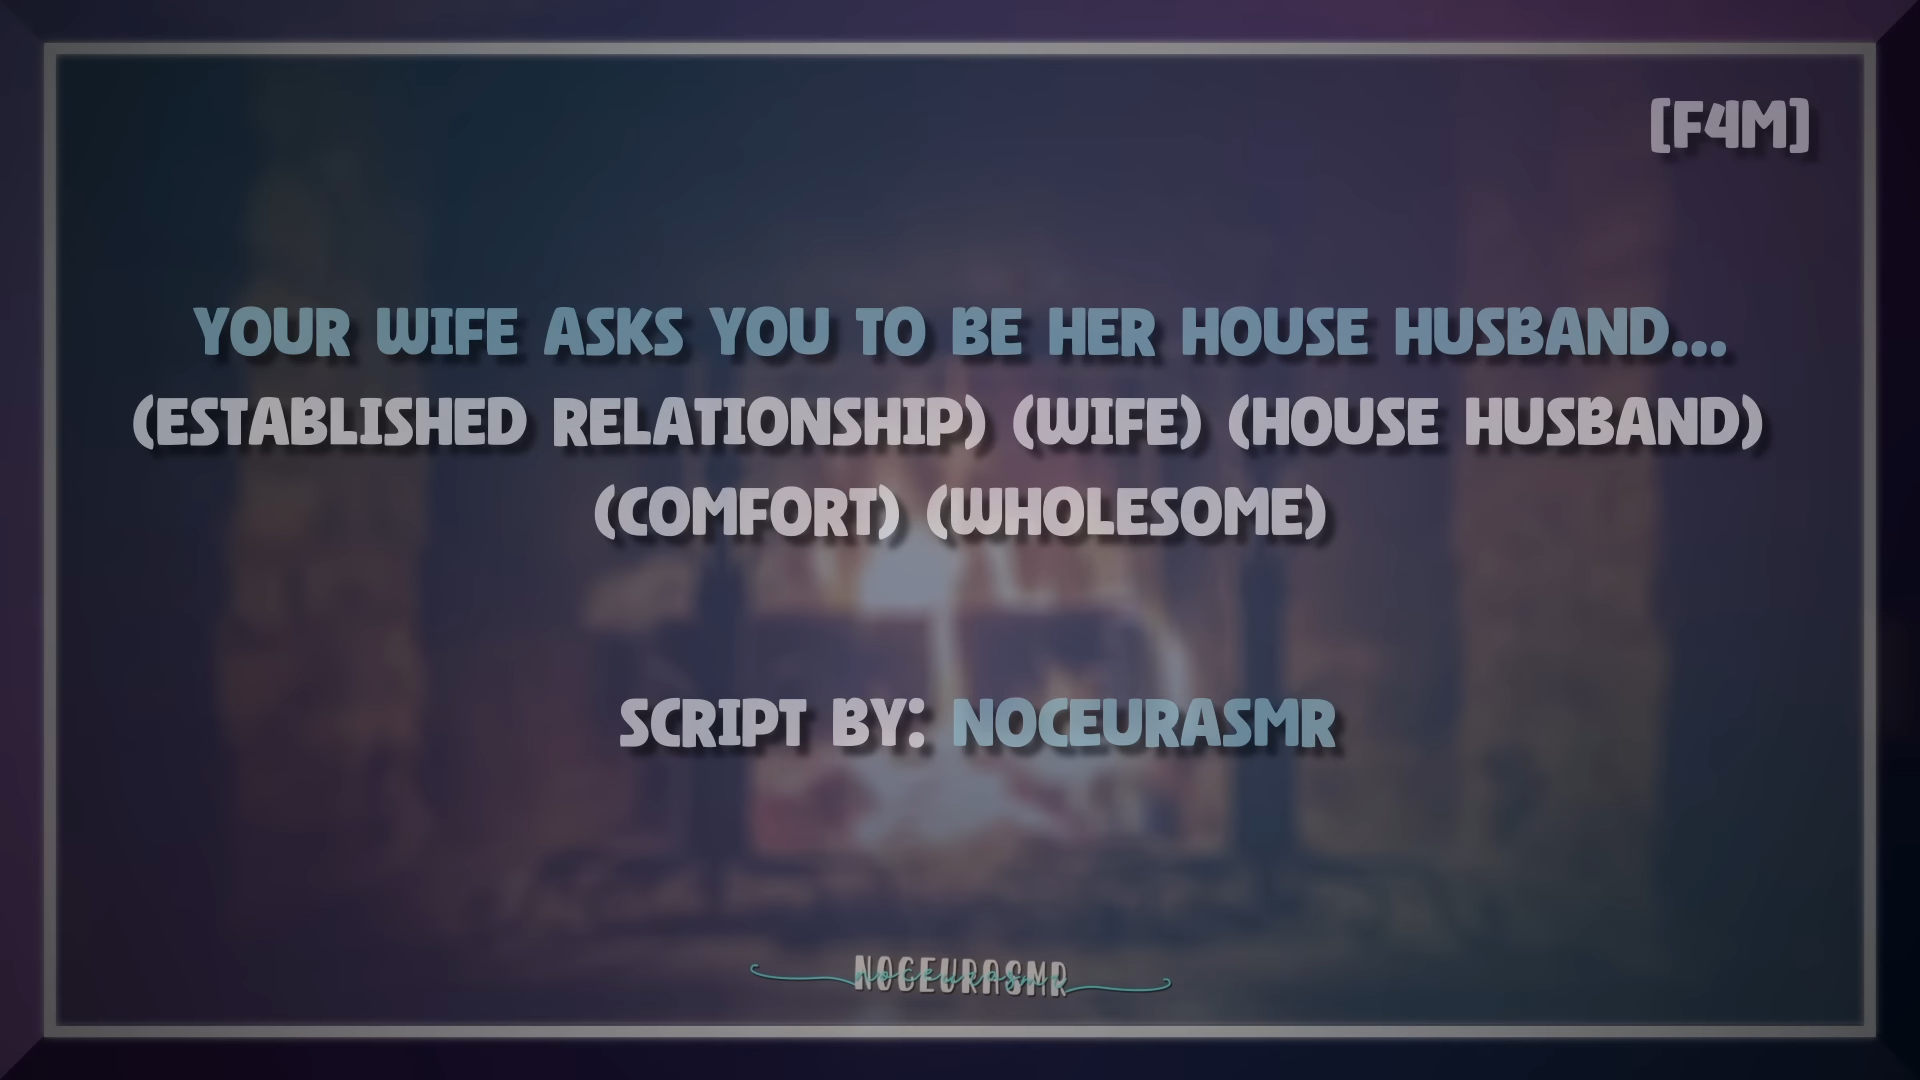 [F4M]
YOUR WIFE ASKS YOU TO BE HER HOUSE HUSBAND...
(ESTABLISHED RELATIONSHIP) (WIFE) (HOUSE HUSBAND)
(COMFORT) (WHOLESOME)
SCRIPT BY: NOCEURASMR
NOCEURASMR
noceurasmr